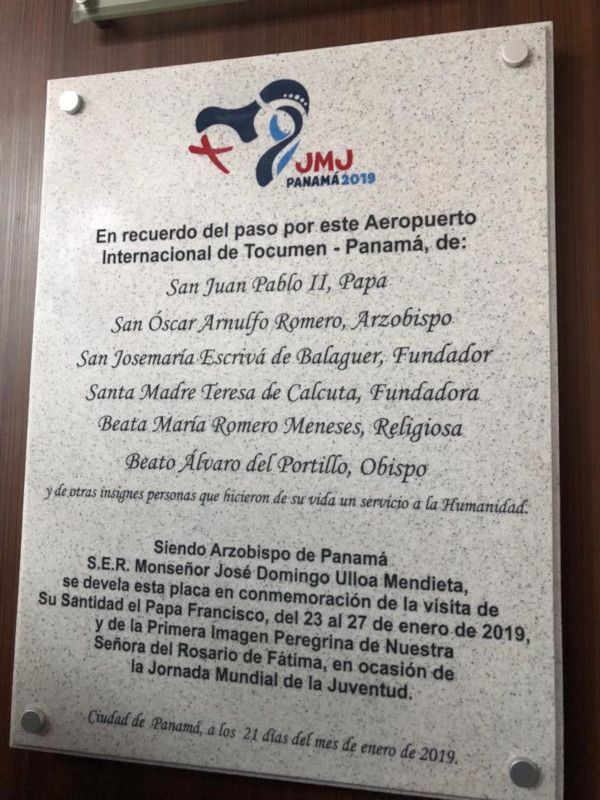 JMJ
PANAMÁ2019
En recuerdo del paso por este Aeropuerto
Internacional de Tocumen - Panamá, de:
San Juan Pablo II, Papa
San Óscar Arnulfo Romero, Arzobispo
San Josemaría Escrivá de Balaguer, Fundador
Santa Madre Teresa de Calcuta, Fundadora
Beata María Romero Meneses, Religiosa
Beato Álvaro del Portillo, Obispo
y de otras insignes personas que hicieron de su vida un servicio a la Humanidad.
Siendo Arzobispo de Panamá
S.E.R. Monseñor José Domingo Ulloa Mendieta,
se devela esta placa en conmemoración de la visita de
Su Santidad el Papa Francisco, del 23 al 27 de enero de 2019,
y de la Primera Imagen Peregrina de Nuestra
Señora del Rosario de Fátima, en ocasión de
la Jornada Mundial de la Juventud.
Ciudad de Panamá, a los 21 días del mes de enero de 2019.